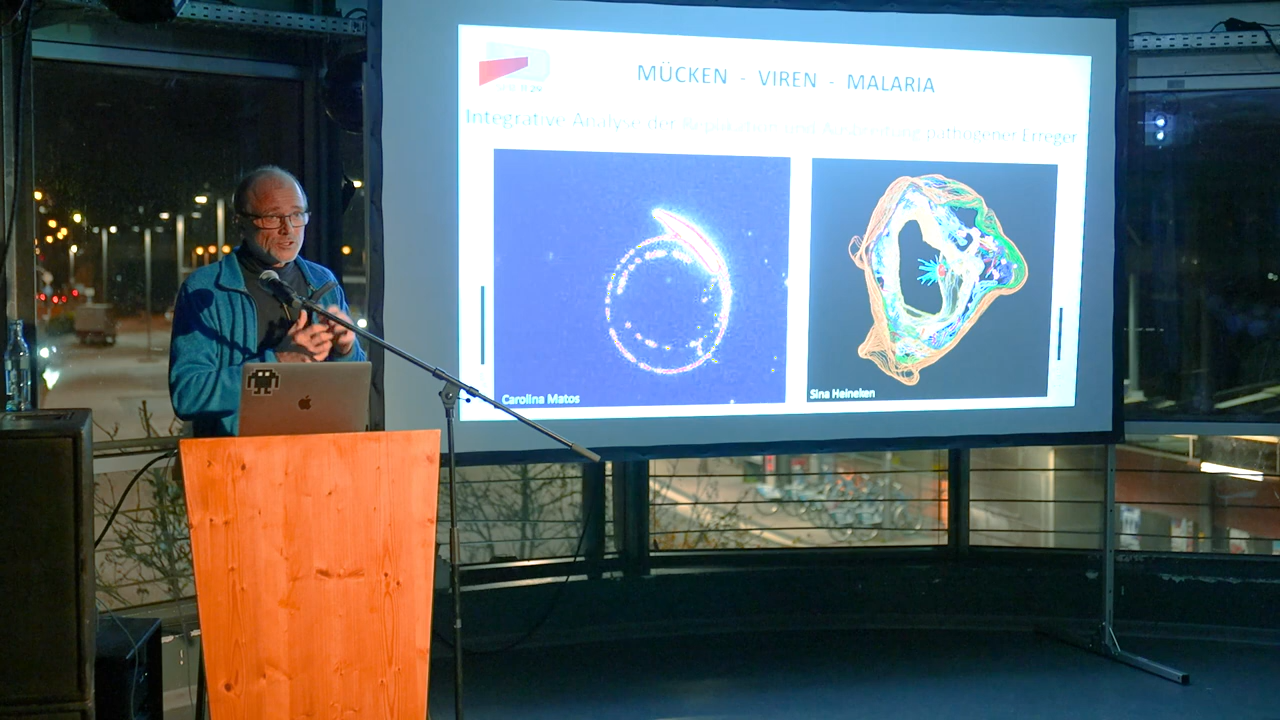 MÜCKEN - VIREN - MALARIA
Integrative Analyse der Replikation und Ausbreitung pathogener Erreger
Carolina Matos
Sina Heineken